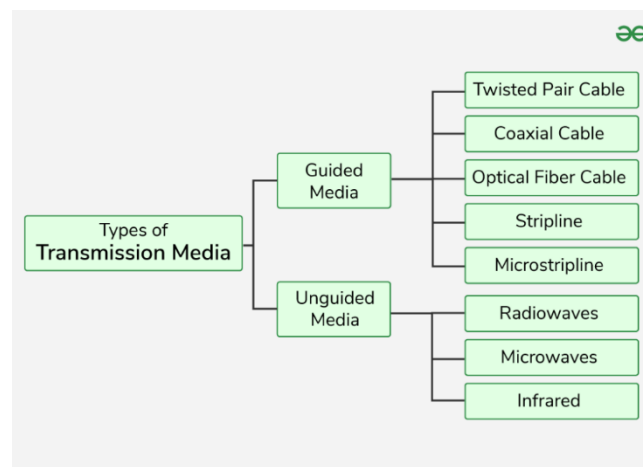 Types of
Transmission Media
Guided
Media
Twisted Pair Cable
Coaxial Cable
Optical Fiber Cable
Stripline
Microstripline
Unguided
Media
Radiowaves
Microwaves
Infrared